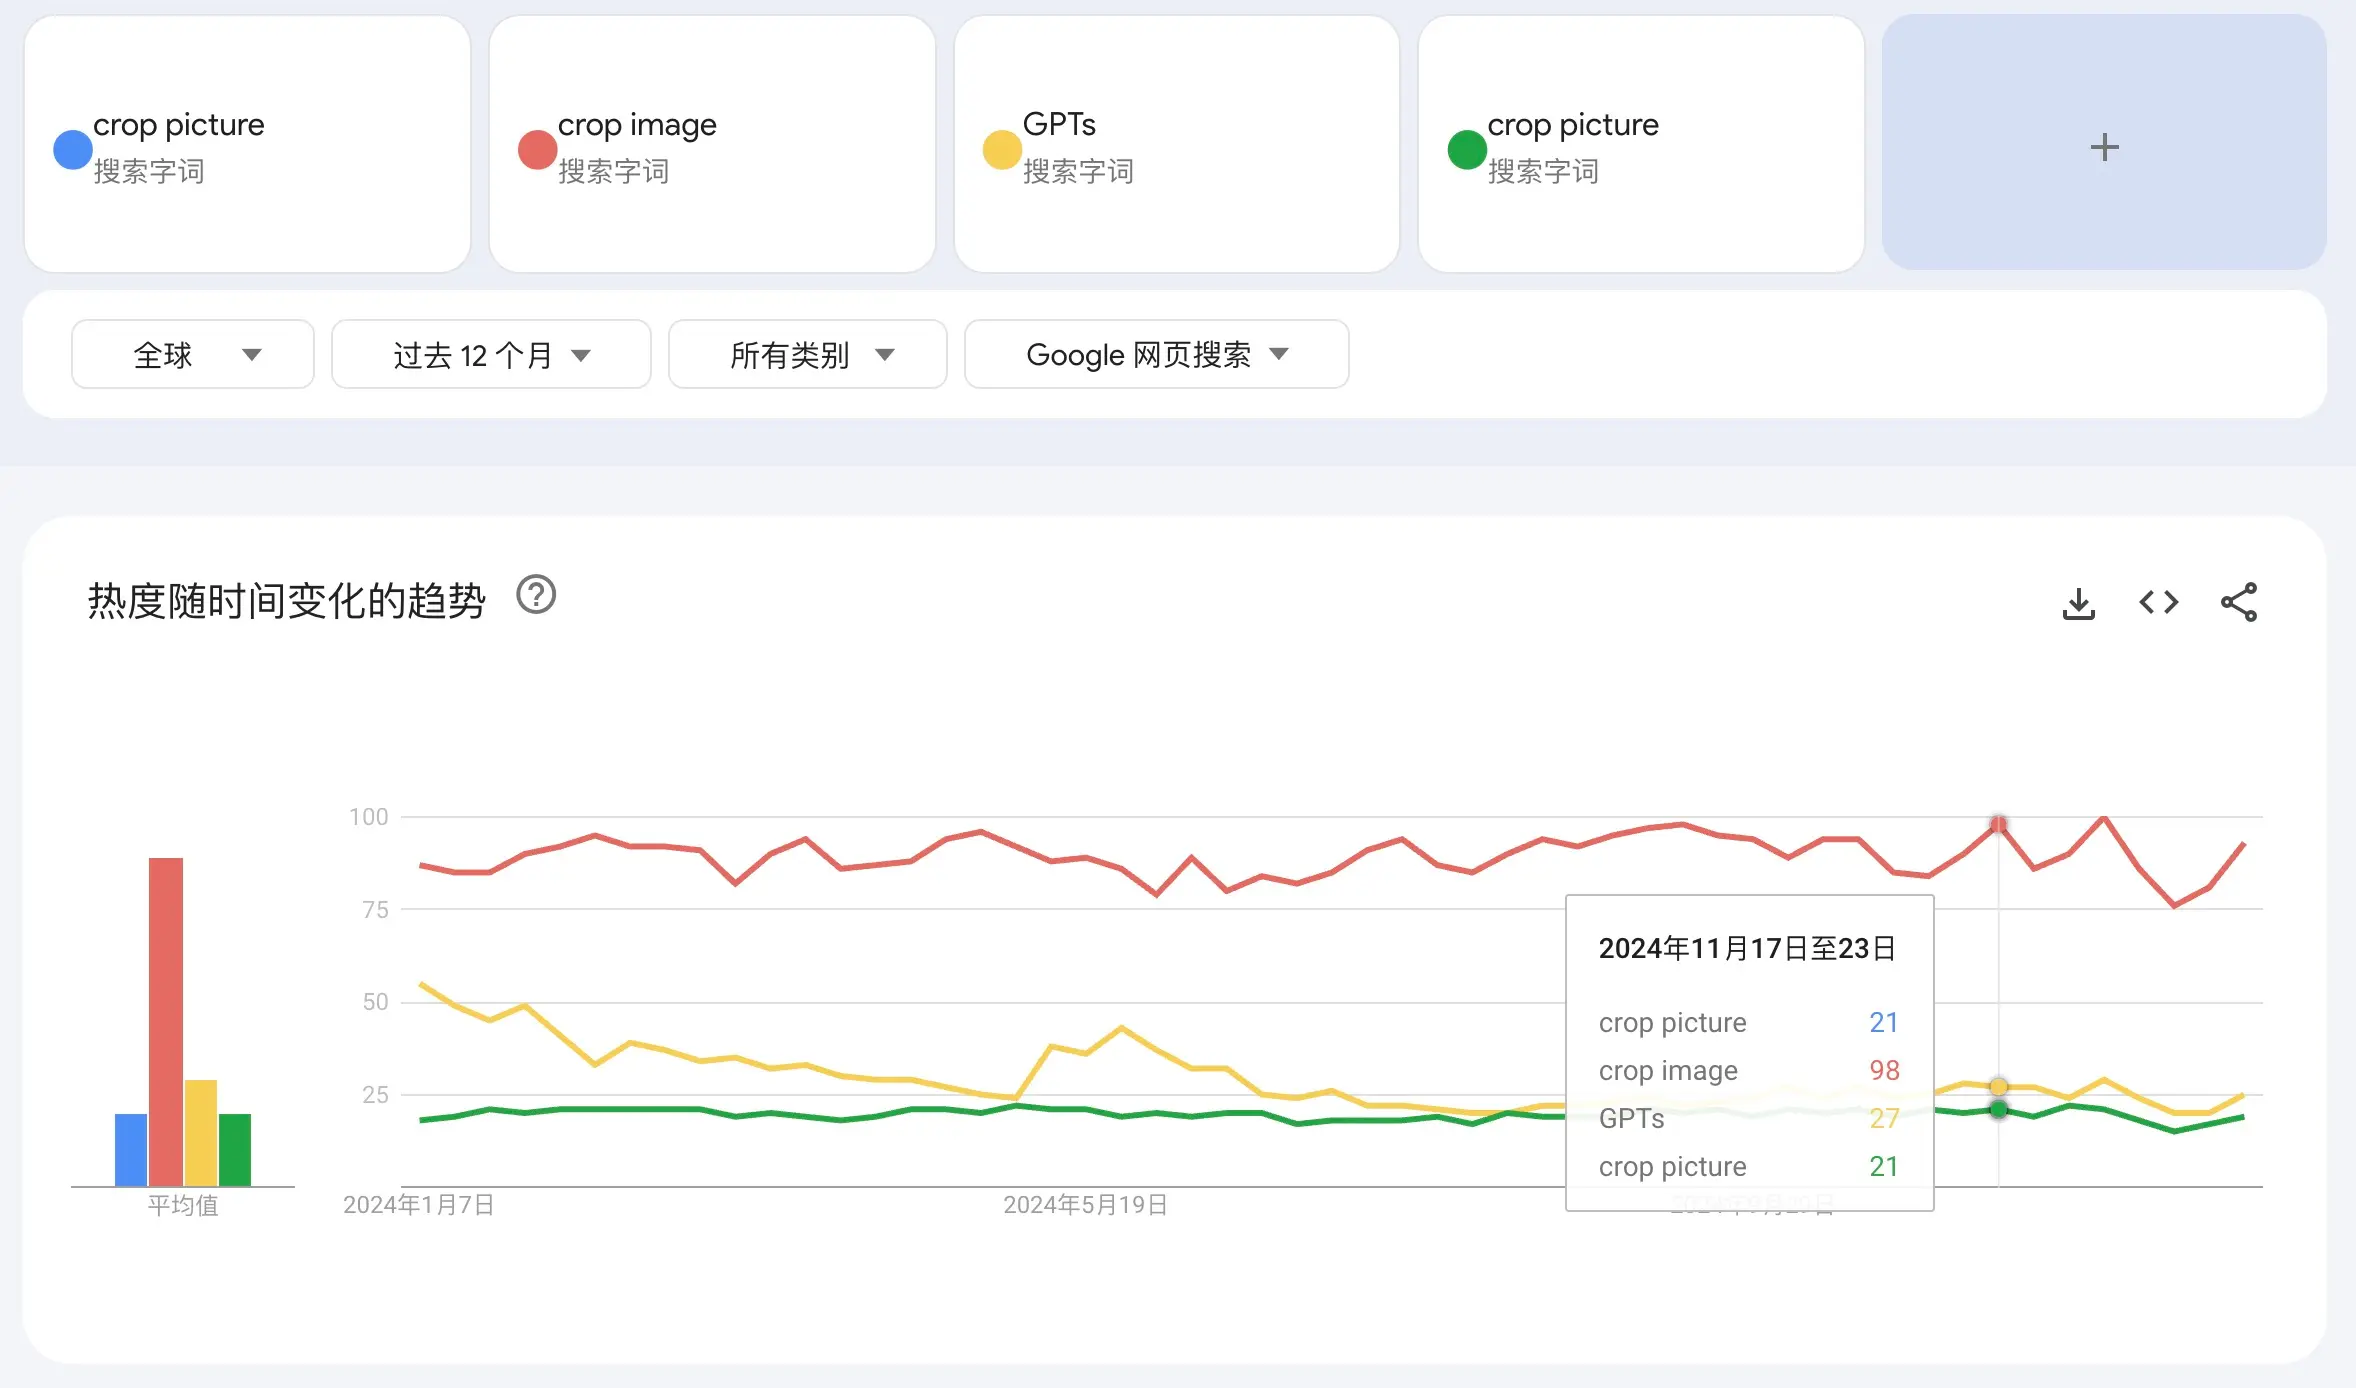 crop picture
搜索字词
crop image
搜索字词
GPTs
搜索字词
crop picture
搜索字词
+
全球
过去 12 个月
所有类别
Google 网页搜索
热度随时间变化的趋势
?
100
75
50
25
平均值
2024年1月7日
2024年5月19日
2024年11月17日至23日
crop picture 21
crop image 98
GPTs 27
crop picture 21